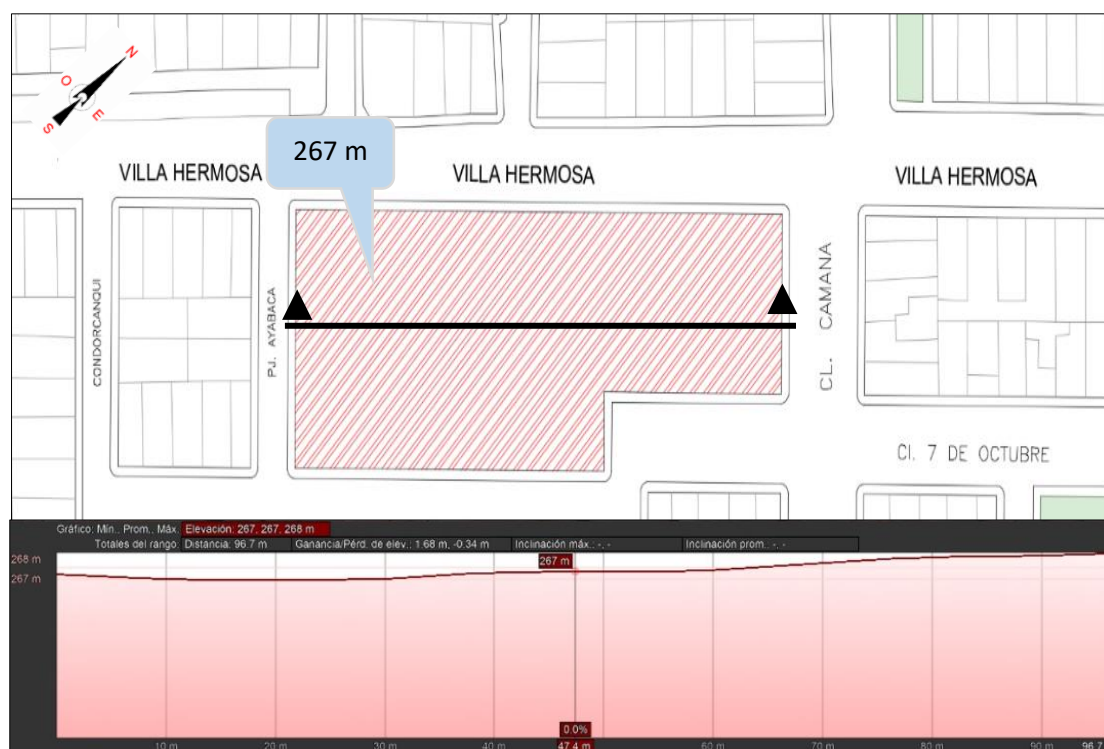 N
O
E
S
267 m
VILLA HERMOSA
VILLA HERMOSA
VILLA HERMOSA
CONDORCANQUI
PJ. AYABACA
CL. CAMANA
Cl. 7 DE OCTUBRE
Gráfico: Mín., Prom., Máx. Elevación: 267, 267, 268 m
Totales del rango: Distancia: 96.7 m Ganancia/Pérd. de elev.: 1.68 m, -0.34 m Inclinación máx.: -, - Inclinación prom.: -, -
268 m
267 m
267 m
0.0%
10 m 20 m 30 m 40 m 47.4 m 60 m 70 m 80 m 90 m 96.7